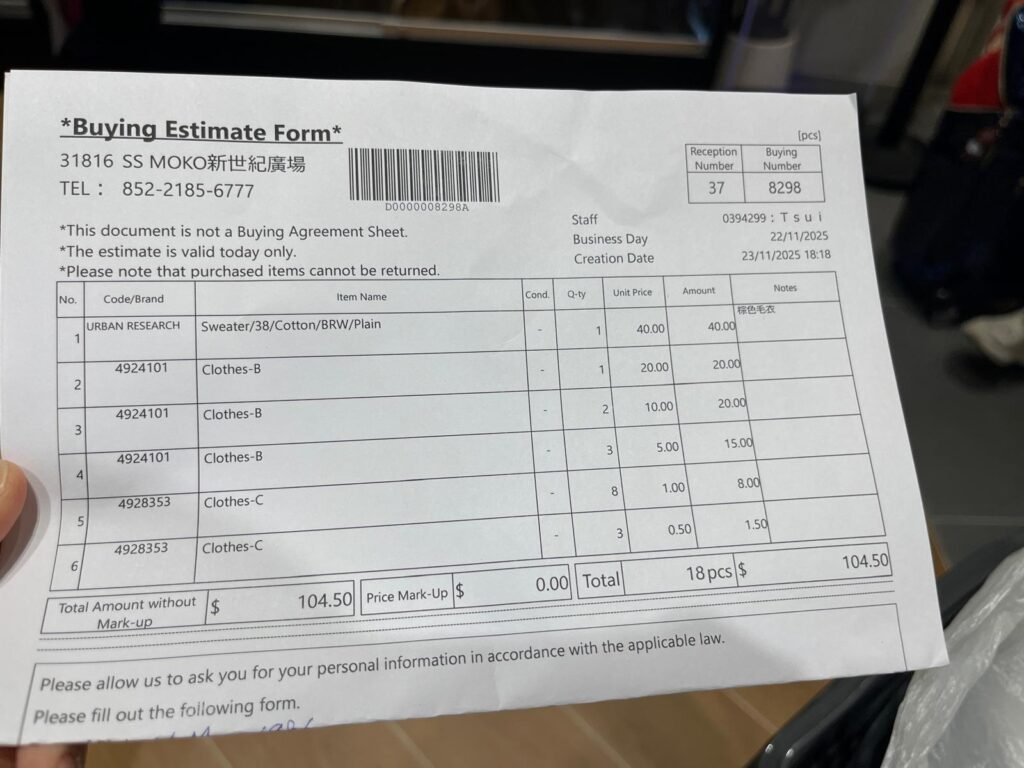 *Buying Estimate Form*
31816 SS MOKO新世紀廣場
TEL： 852-2185-6777
D0000008298A
[pcs]
Reception Number Buying Number
37 8298
Staff 0394299：Ｔｓｕｉ
Business Day 22/11/2025
Creation Date 23/11/2025 18:18
*This document is not a Buying Agreement Sheet.
*The estimate is valid today only.
*Please note that purchased items cannot be returned.
No. Code/Brand Item Name Cond. Q-ty Unit Price Amount Notes
1 URBAN RESEARCH Sweater/38/Cotton/BRW/Plain - 1 40.00 40.00 棕色毛衣
2 4924101 Clothes-B - 1 20.00 20.00
3 4924101 Clothes-B - 2 10.00 20.00
4 4924101 Clothes-B - 3 5.00 15.00
5 4928353 Clothes-C - 8 1.00 8.00
6 4928353 Clothes-C - 3 0.50 1.50
Total Amount without Mark-up $ 104.50 Price Mark-Up $ 0.00 Total 18pcs $ 104.50
Please allow us to ask you for your personal information in accordance with the applicable law.
Please fill out the following form.